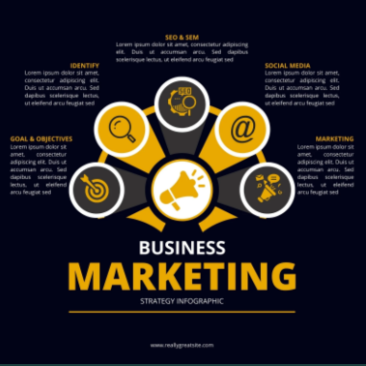 SEO & SEM
Lorem ipsum dolor sit amet, consectetur adipiscing
elit. Duis ut accumsan arcu. Sed dapibus
scelerisque lectus, ut eleifend arcu feugiat sed
IDENTIFY
Lorem ipsum dolor sit amet,
consectetur adipiscing elit.
Duis ut accumsan arcu. Sed
dapibus scelerisque lectus,
ut eleifend arcu feugiat sed
SOCIAL MEDIA
Lorem ipsum dolor sit amet,
consectetur adipiscing elit.
Duis ut accumsan arcu. Sed
dapibus scelerisque lectus,
ut eleifend arcu feugiat sed
GOAL & OBJECTIVES
Lorem ipsum dolor sit
amet, consectetur
adipiscing elit. Duis ut
accumsan arcu. Sed
dapibus scelerisque
lectus, ut eleifend
arcu feugiat sed
MARKETING
Lorem ipsum dolor sit
amet, consectetur
adipiscing elit. Duis ut
accumsan arcu. Sed
dapibus scelerisque
lectus, ut eleifend
arcu feugiat sed
@
BUSINESS
MARKETING
STRATEGY INFOGRAPHIC
www.reallygreatsite.com